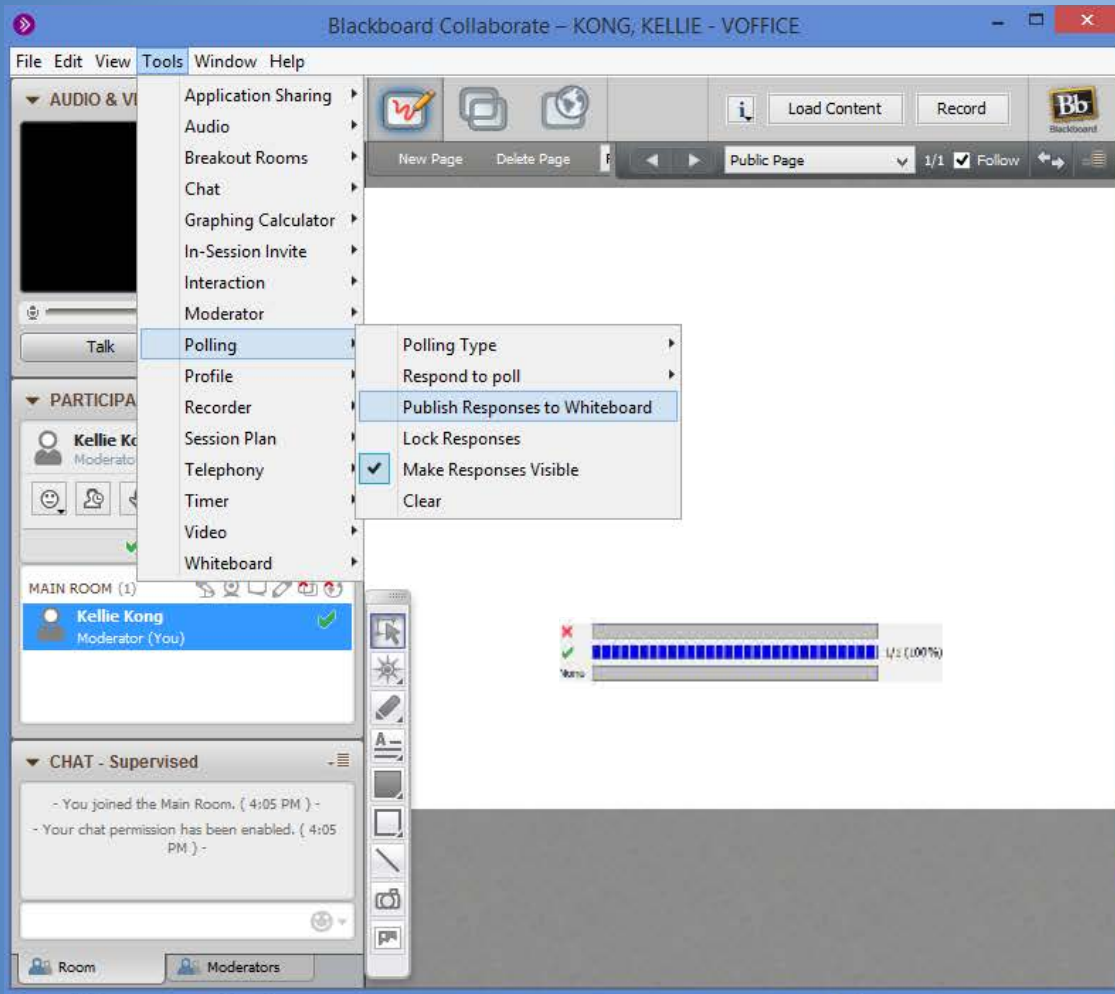 Blackboard Collaborate – KONG, KELLIE - VOFFICE
File Edit View Tools Window Help
AUDIO & VI
Talk
PARTICIPA
Kellie Ko
Moderato
MAIN ROOM (1)
Kellie Kong
Moderator (You)
CHAT - Supervised
- You joined the Main Room. ( 4:05 PM ) -
- Your chat permission has been enabled. ( 4:05
PM ) -
Room Moderators
Application Sharing
Audio
Breakout Rooms
Chat
Graphing Calculator
In-Session Invite
Interaction
Moderator
Polling
Profile
Recorder
Session Plan
Telephony
Timer
Video
Whiteboard
Polling Type
Respond to poll
Publish Responses to Whiteboard
Lock Responses
Make Responses Visible
Clear
i Load Content Record Bb
Blackboard
New Page Delete Page Public Page 1/1 Follow
A
(100%)